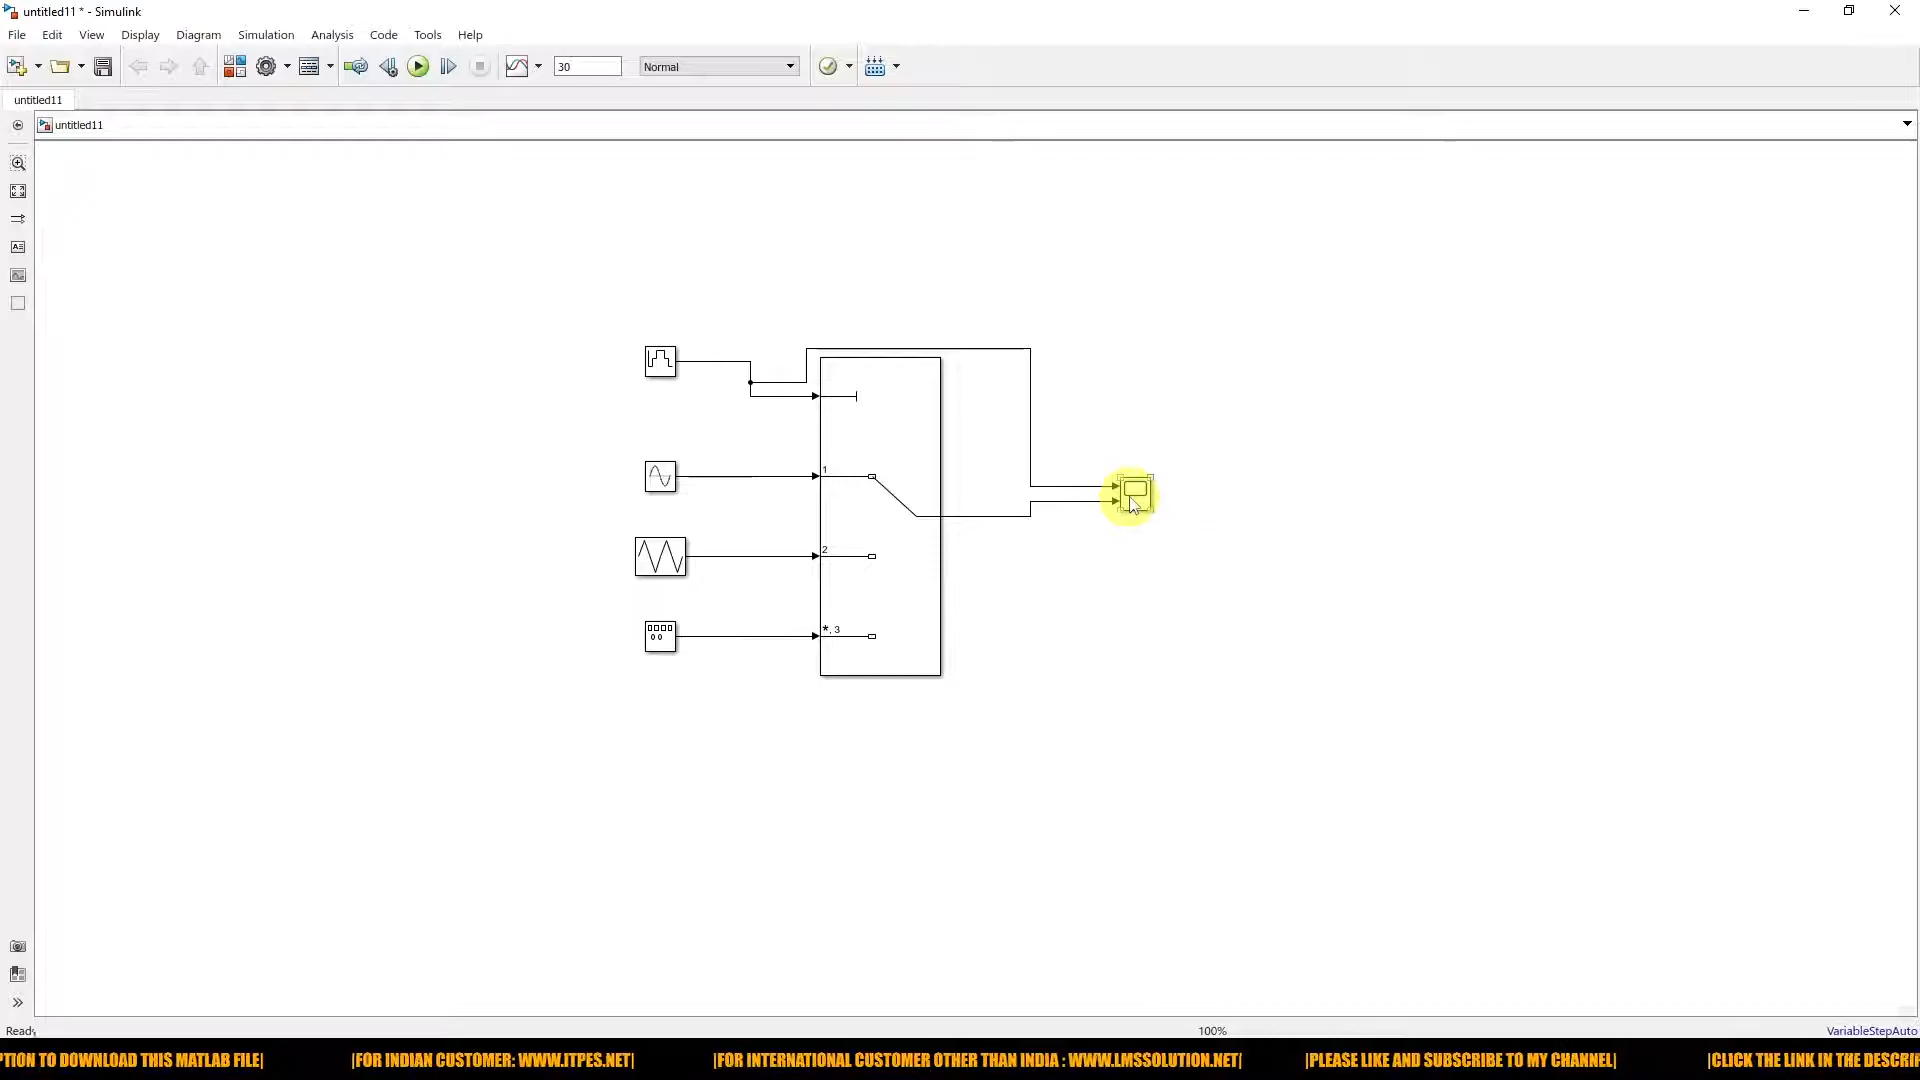 untitled11 * - Simulink
File Edit View Display Diagram Simulation Analysis Code Tools Help
30 Normal
untitled11
untitled11
1
2
*, 3
Ready 100% VariableStepAuto
PTION TO DOWNLOAD THIS MATLAB FILE| |FOR INDIAN CUSTOMER: WWW.ITPES.NET| |FOR INTERNATIONAL CUSTOMER OTHER THAN INDIA : WWW.LMSSOLUTION.NET| |PLEASE LIKE AND SUBSCRIBE TO MY CHANNEL| |CLICK THE LINK IN THE DESCRIP